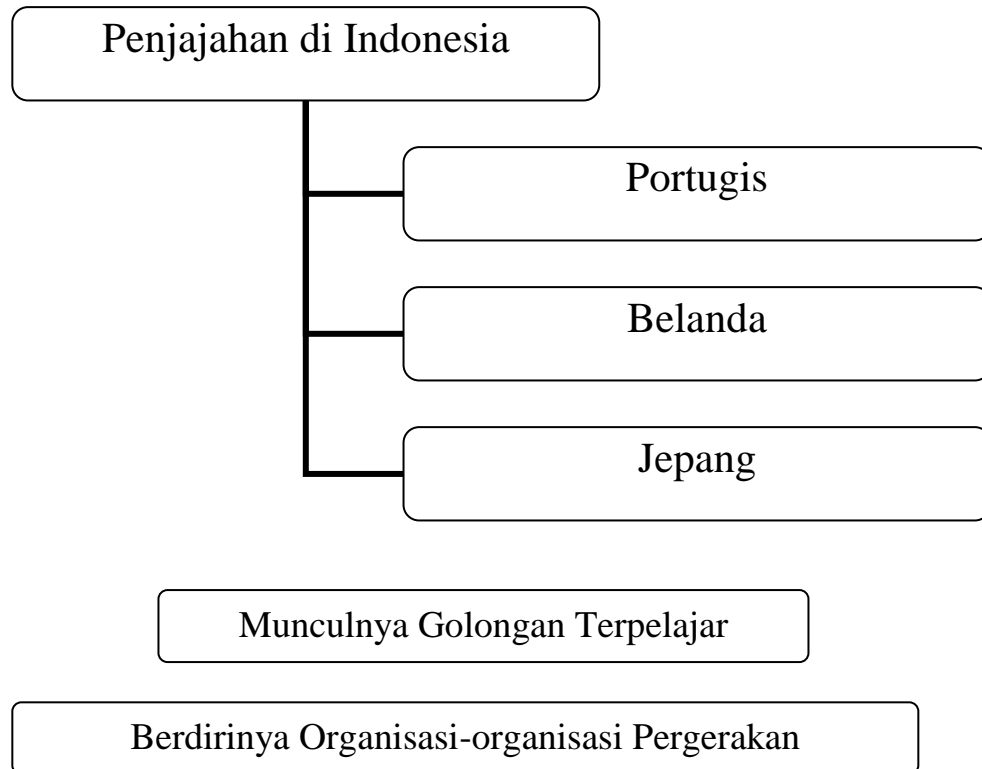 Penjajahan di Indonesia
Portugis
Belanda
Jepang
Munculnya Golongan Terpelajar
Berdirinya Organisasi-organisasi Pergerakan